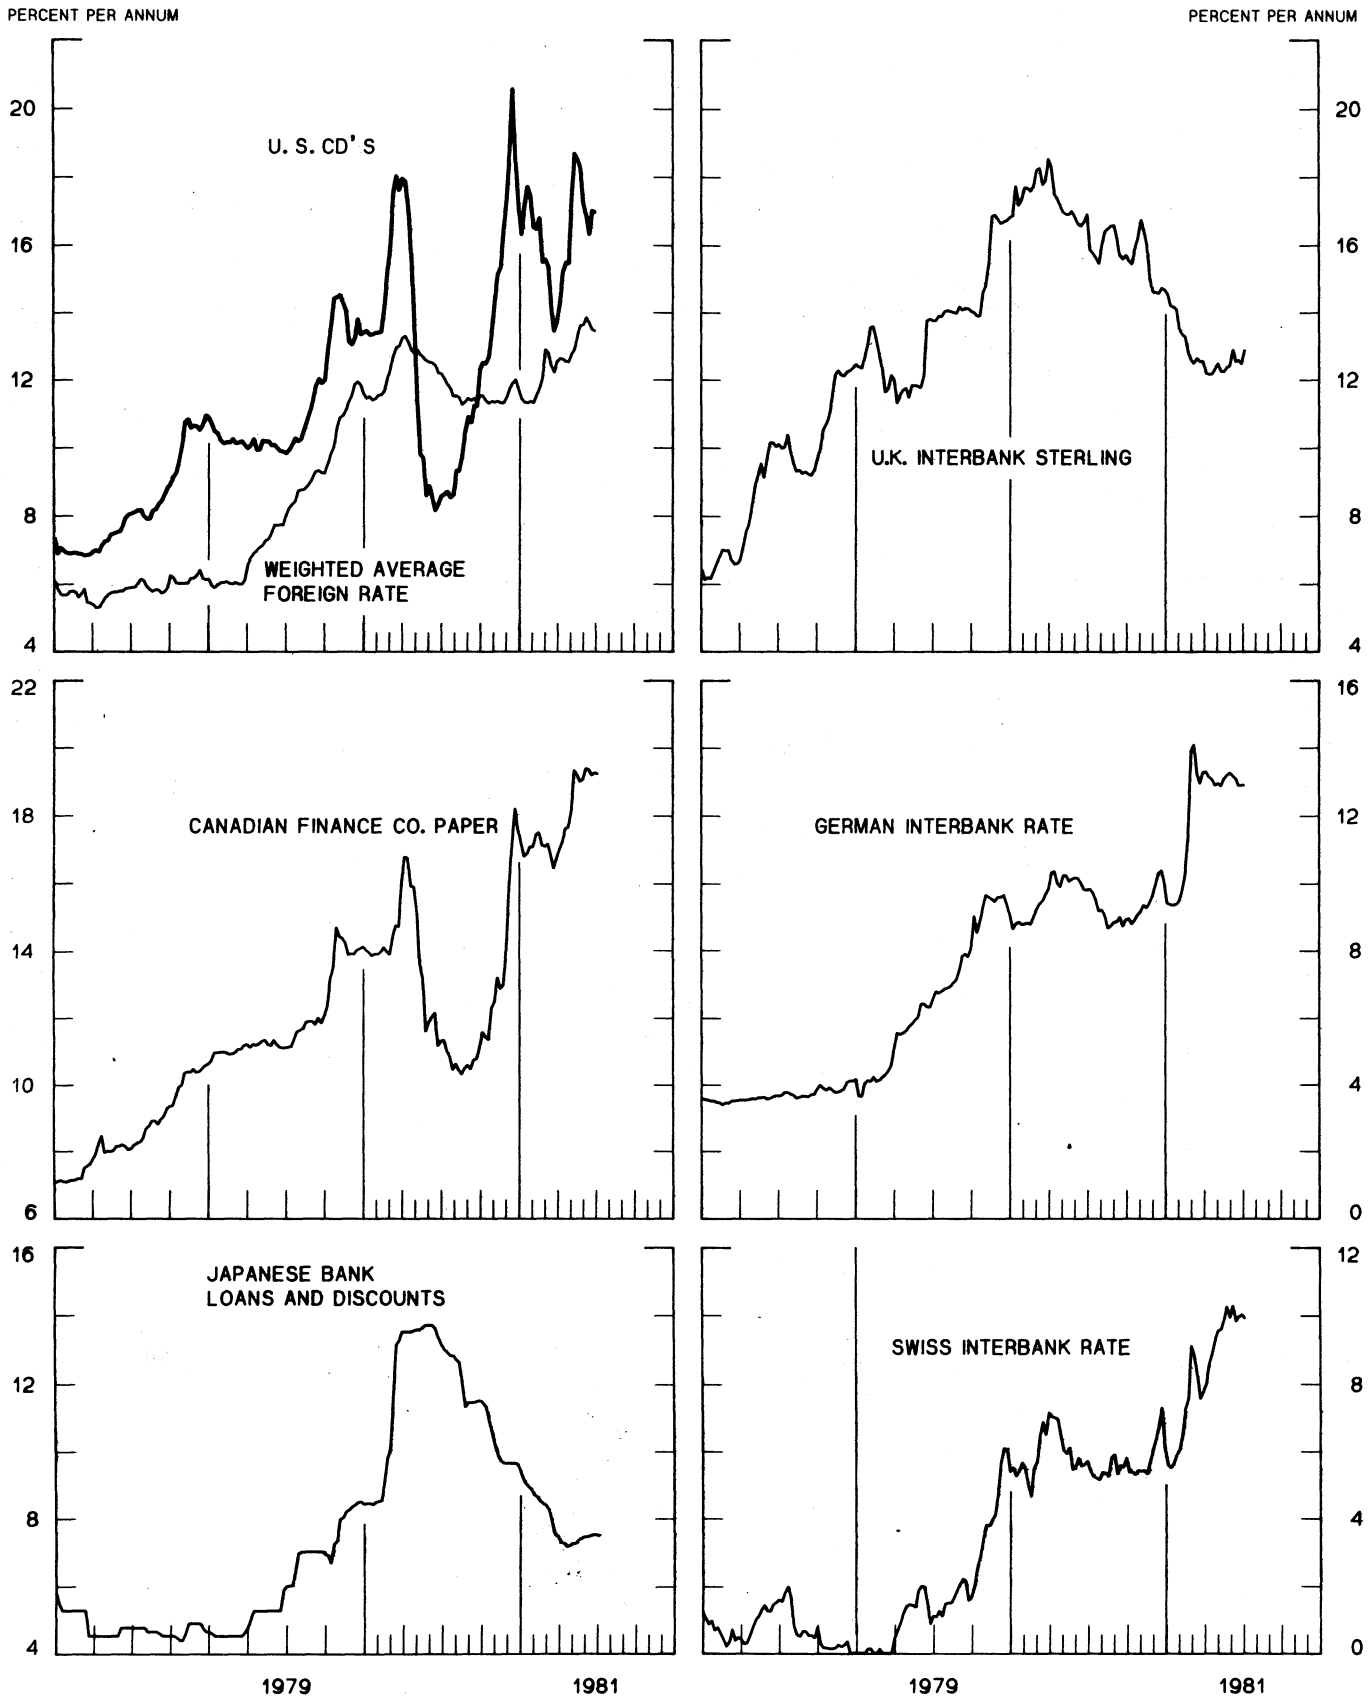 PERCENT PER ANNUM
PERCENT PER ANNUM
20
U. S. CD'S
16
12
8
WEIGHTED AVERAGE
FOREIGN RATE
4
20
16
12
U.K. INTERBANK STERLING
8
4
22
18
CANADIAN FINANCE CO. PAPER
14
10
6
16
12
GERMAN INTERBANK RATE
8
4
0
16
JAPANESE BANK
LOANS AND DISCOUNTS
12
8
4
1979
1981
12
SWISS INTERBANK RATE
8
4
0
1979
1981